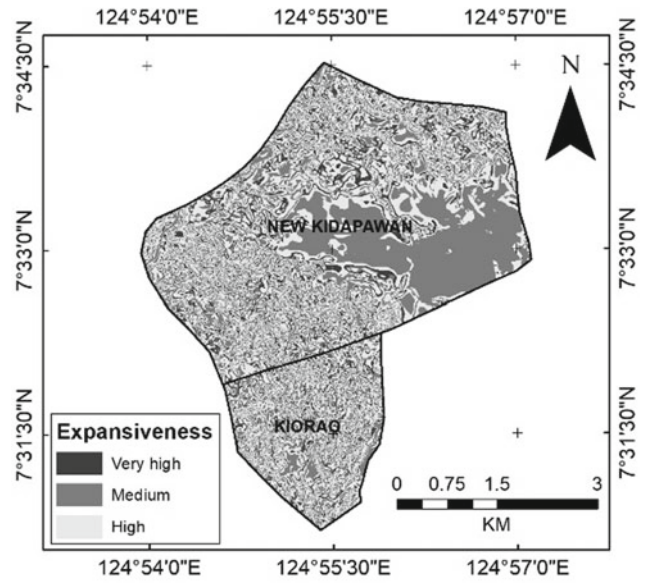 124°54'0"E 124°55'30"E 124°57'0"E
7°34'30"N
7°34'30"N
N
NEW KIDAPAWAN
7°33'0"N
7°33'0"N
KIORAO
7°31'30"N
7°31'30"N
Expansiveness
Very high
Medium
High
0 0.75 1.5 3
KM
124°54'0"E 124°55'30"E 124°57'0"E